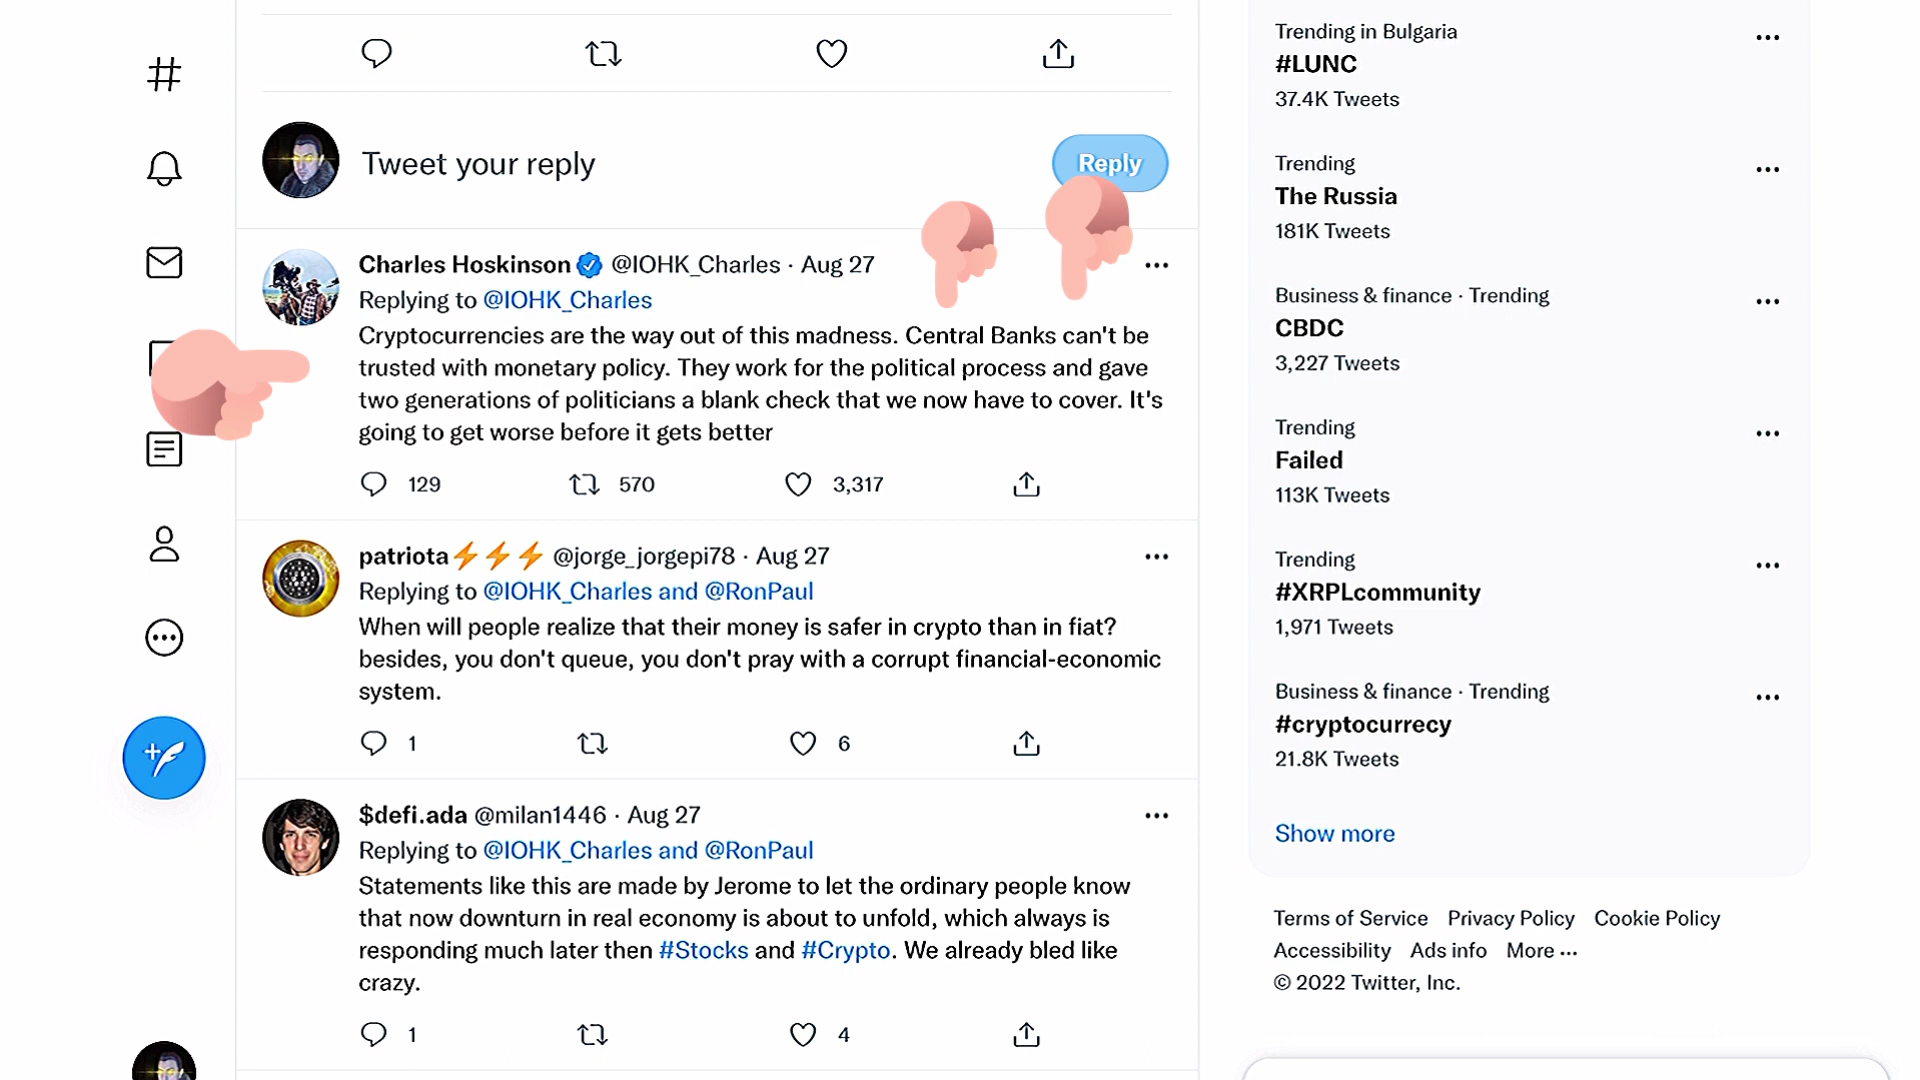 Tweet your reply
Reply
Charles Hoskinson @IOHK_Charles · Aug 27
Replying to @IOHK_Charles
Cryptocurrencies are the way out of this madness. Central Banks can't be
trusted with monetary policy. They work for the political process and gave
two generations of politicians a blank check that we now have to cover. It's
going to get worse before it gets better
129 570 3,317
patriota⚡⚡⚡ @jorge_jorgepi78 · Aug 27
Replying to @IOHK_Charles and @RonPaul
When will people realize that their money is safer in crypto than in fiat?
besides, you don't queue, you don't pray with a corrupt financial-economic
system.
1 6
$defi.ada @milan1446 · Aug 27
Replying to @IOHK_Charles and @RonPaul
Statements like this are made by Jerome to let the ordinary people know
that now downturn in real economy is about to unfold, which always is
responding much later then #Stocks and #Crypto. We already bled like
crazy.
1 4
Trending in Bulgaria
#LUNC
37.4K Tweets
Trending
The Russia
181K Tweets
Business & finance · Trending
CBDC
3,227 Tweets
Trending
Failed
113K Tweets
Trending
#XRPLcommunity
1,971 Tweets
Business & finance · Trending
#cryptocurrecy
21.8K Tweets
Show more
Terms of Service Privacy Policy Cookie Policy
Accessibility Ads info More ···
© 2022 Twitter, Inc.